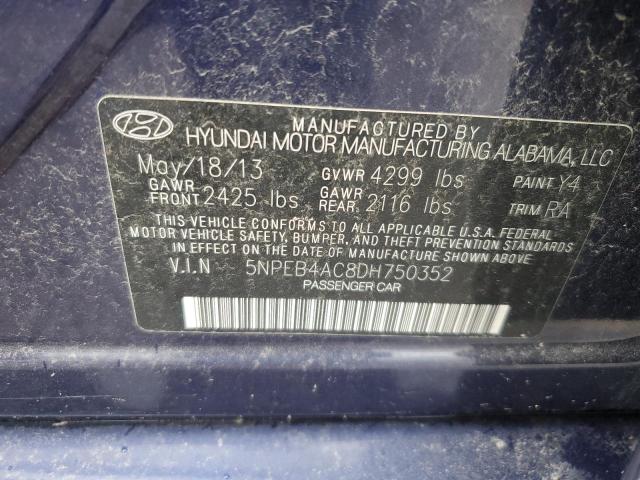 MANUFACTURED BY
HYUNDAI MOTOR MANUFACTURING ALABAMA, LLC
May/18/13 GVWR 4299 lbs PAINT Y4
GAWR FRONT 2425 lbs GAWR REAR 2116 lbs TRIM RA
THIS VEHICLE CONFORMS TO ALL APPLICABLE U.S.A. FEDERAL
MOTOR VEHICLE SAFETY, BUMPER, AND THEFT PREVENTION STANDARDS
IN EFFECT ON THE DATE OF MANUFACTURE SHOWN ABOVE.
V.I.N 5NPEB4AC8DH750352
PASSENGER CAR